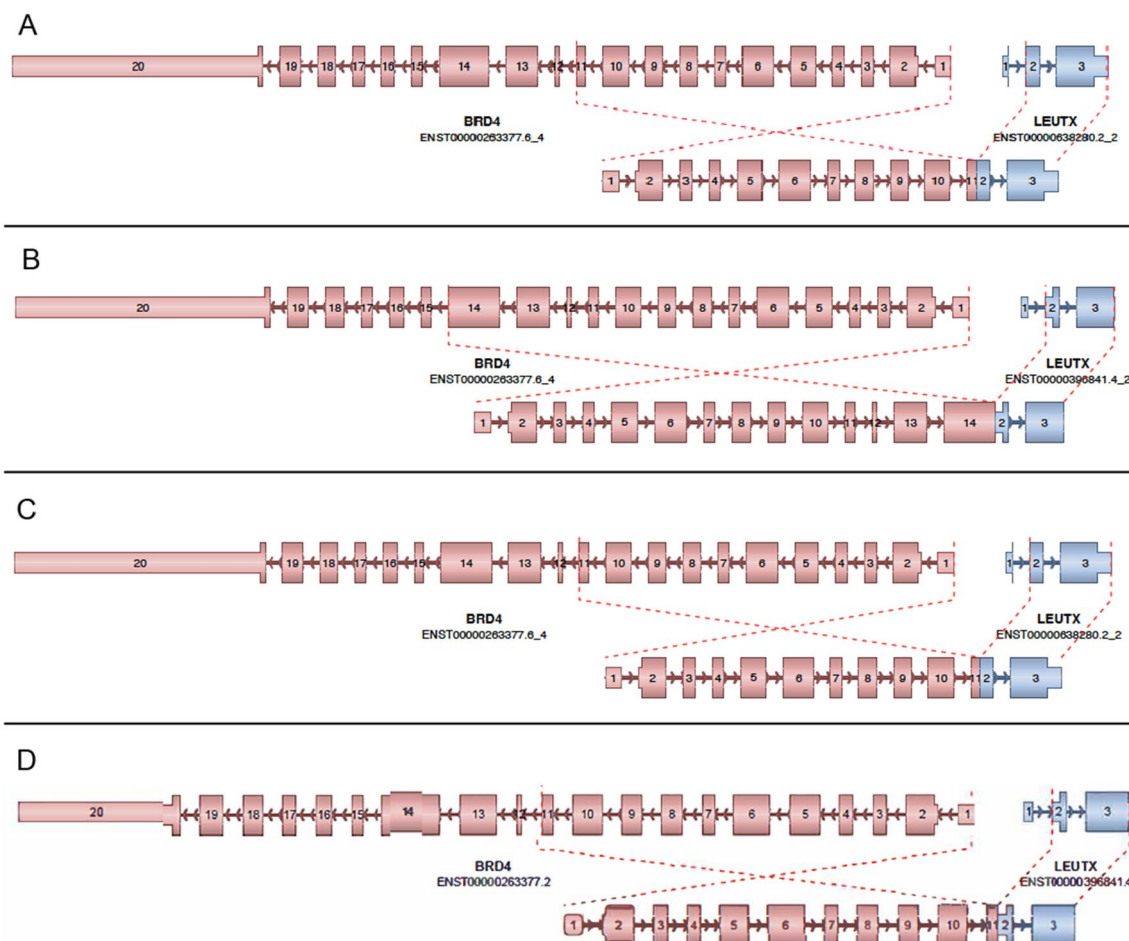 A
20 19 18 17 16 15 14 13 12 11 10 9 8 7 6 5 4 3 2 1 1 2 3
BRD4 LEUTX
ENST00000263377.6_4 ENST00000638280.2_2
1 2 3 4 5 6 7 8 9 10 11 2 3
B
20 19 18 17 16 15 14 13 12 11 10 9 8 7 6 5 4 3 2 1 1 2 3
BRD4 LEUTX
ENST00000263377.6_4 ENST00000396841.4_2
1 2 3 4 5 6 7 8 9 10 11 12 13 14 2 3
C
20 19 18 17 16 15 14 13 12 11 10 9 8 7 6 5 4 3 2 1 1 2 3
BRD4 LEUTX
ENST00000263377.6_4 ENST00000638280.2_2
1 2 3 4 5 6 7 8 9 10 11 2 3
D
20 19 18 17 16 15 14 13 12 11 10 9 8 7 6 5 4 3 2 1 1 2 3
BRD4 LEUTX
ENST00000263377.2 ENST00000396841.4
1 2 3 4 5 6 7 8 9 10 11 2 3